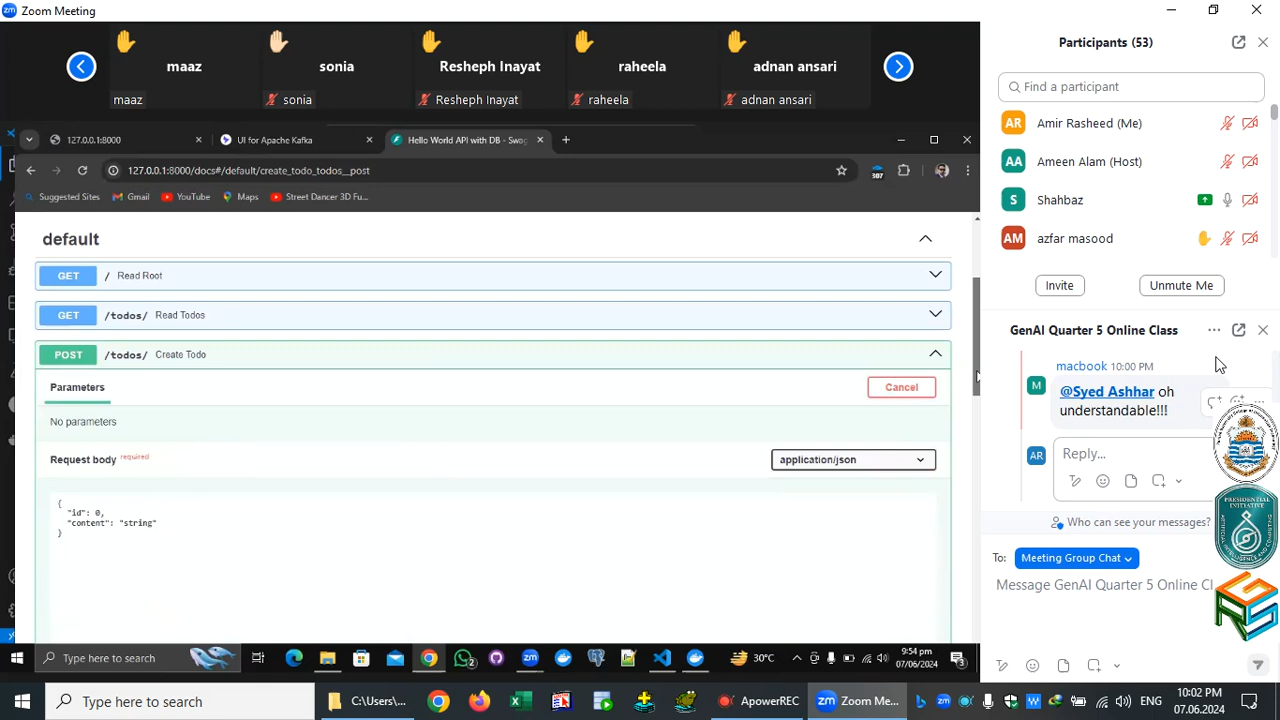 Zoom Meeting
maaz
sonia
Resheph Inayat
raheela
adnan ansari
maaz
sonia
Resheph Inayat
raheela
adnan ansari
127.0.0.1:8000
UI for Apache Kafka
Hello World API with DB - Swag
127.0.0.1:8000/docs#/default/create_todo_todos__post
307
Suggested Sites
Gmail
YouTube
Maps
Street Dancer 3D Fu...
default
GET / Read Root
GET /todos/ Read Todos
POST /todos/ Create Todo
Parameters
Cancel
No parameters
Request body required
application/json
{
"id": 0,
"content": "string"
}
Type here to search
2
30°C
9:54 pm
07/06/2024
3
Participants (53)
Find a participant
AR Amir Rasheed (Me)
AA Ameen Alam (Host)
S Shahbaz
AM azfar masood
Invite
Unmute Me
GenAI Quarter 5 Online Class
macbook 10:00 PM
M @Syed Ashhar oh
understandable!!!
AR Reply...
Who can see your messages?
To: Meeting Group Chat
Message GenAI Quarter 5 Online Cl
Type here to search
C:\Users\...
ApowerREC
Zoom Me...
ENG
10:02 PM
07.06.2024